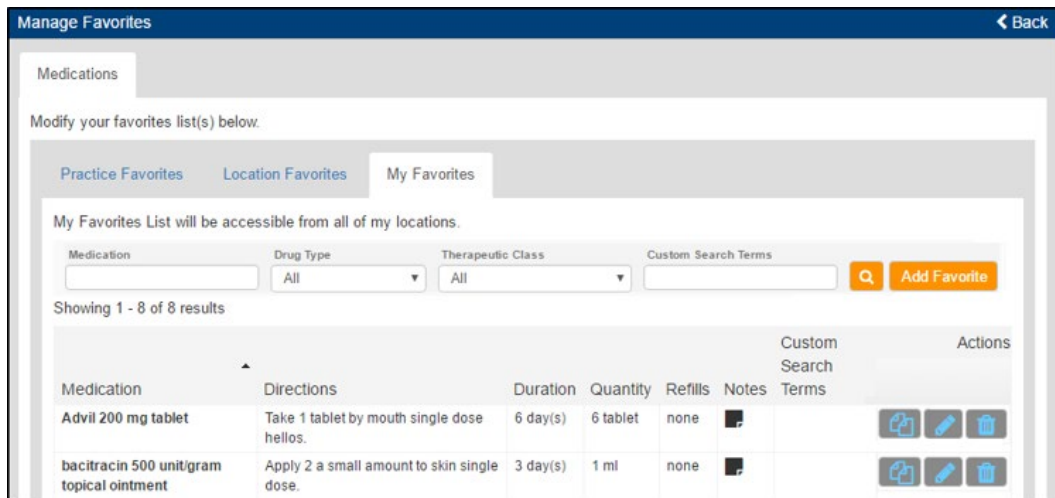 Manage Favorites
Back
Medications
Modify your favorites list(s) below.
Practice Favorites
Location Favorites
My Favorites
My Favorites List will be accessible from all of my locations.
Medication
Drug Type
Therapeutic Class
Custom Search Terms
All
All
Add Favorite
Showing 1 - 8 of 8 results
Medication
Directions
Duration
Quantity
Refills
Notes
Custom
Search
Terms
Actions
Advil 200 mg tablet
Take 1 tablet by mouth single dose
hellos.
6 day(s)
6 tablet
none
bacitracin 500 unit/gram
topical ointment
Apply 2 a small amount to skin single
dose.
3 day(s)
1 ml
none